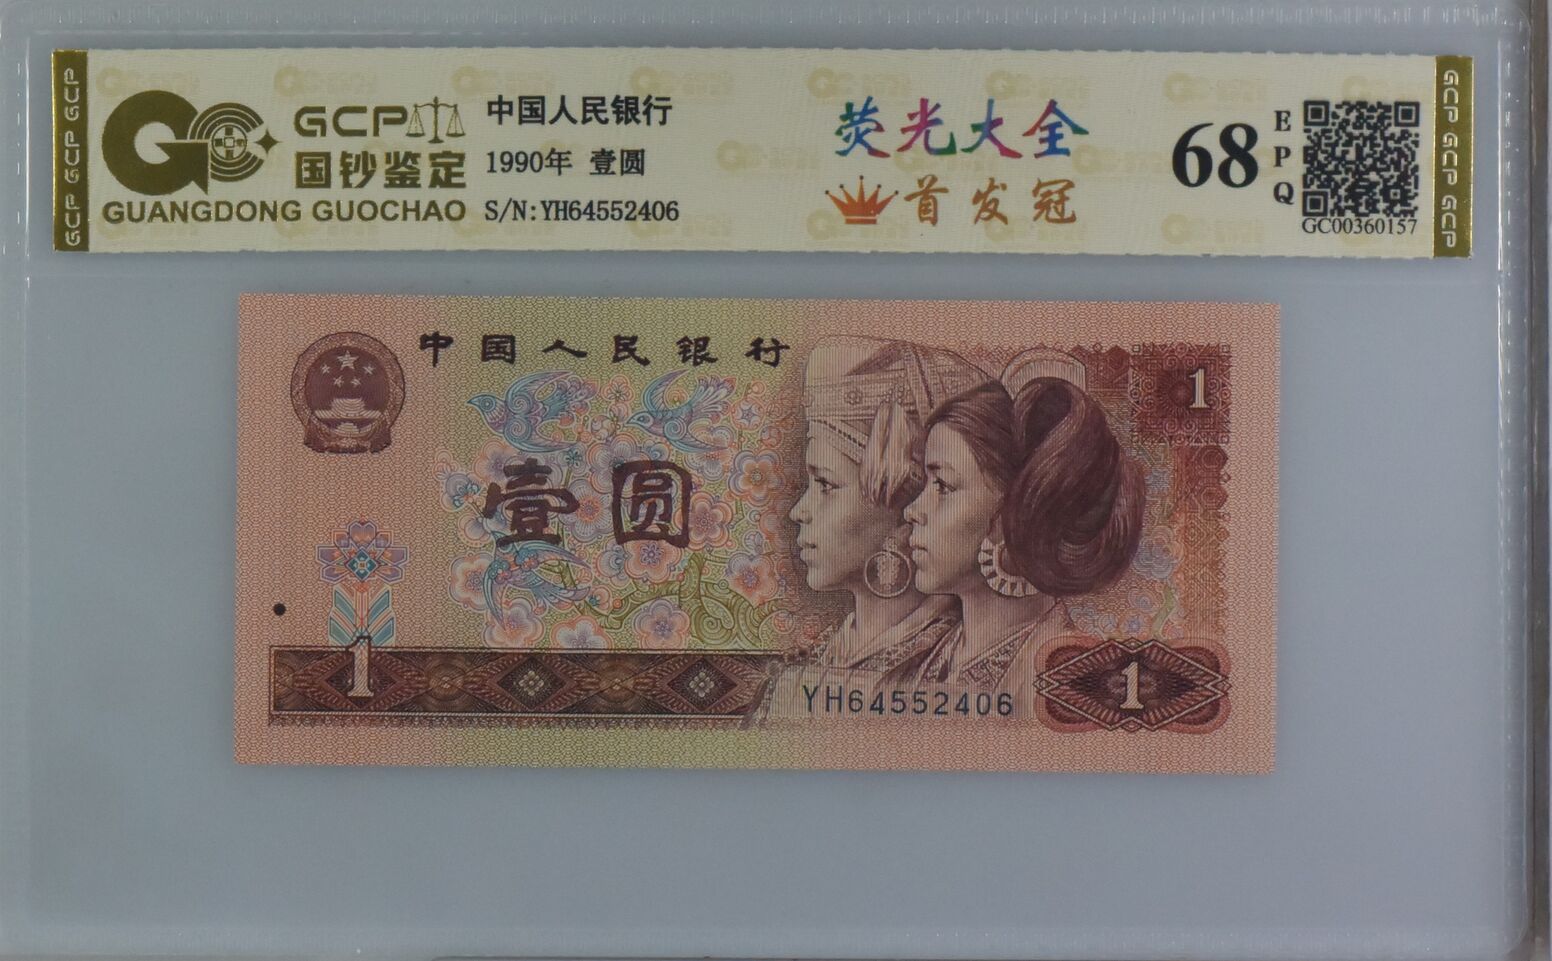 GCP GCP GCP
GCP
国钞鉴定
GUANGDONG GUOCHAO
中国人民银行
1990年 壹圆
S/N:YH64552406
荧光大全
首发冠
68
EPQ
GC00360157
GCP GCP GCP
中国人民银行
1
壹圆
1
YH64552406
1